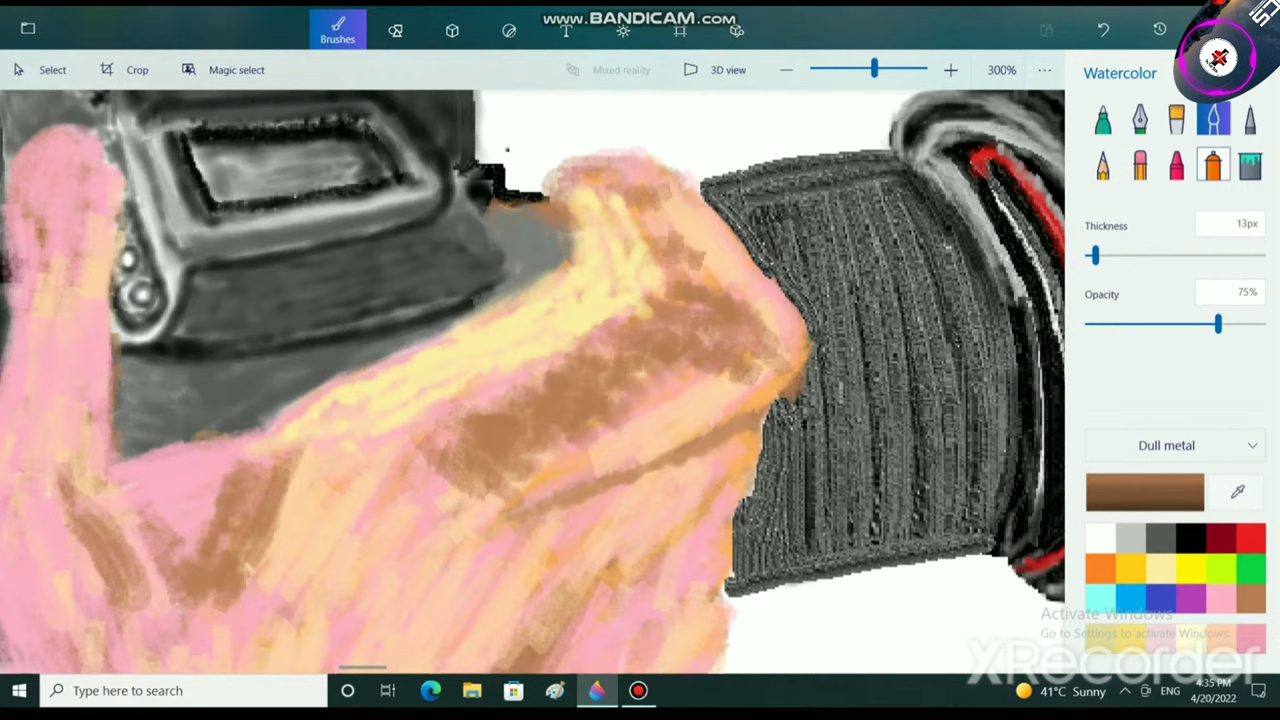 www.BANDICAM.com
Brushes
Select
Crop
Magic select
Mixed reality
3D view
300%
Watercolor
Thickness
13px
Opacity
75%
Dull metal
Activate Windows
Go to Settings to activate Windows.
XRecorder
Type here to search
41°C Sunny
ENG
4:35 PM
4/20/2022